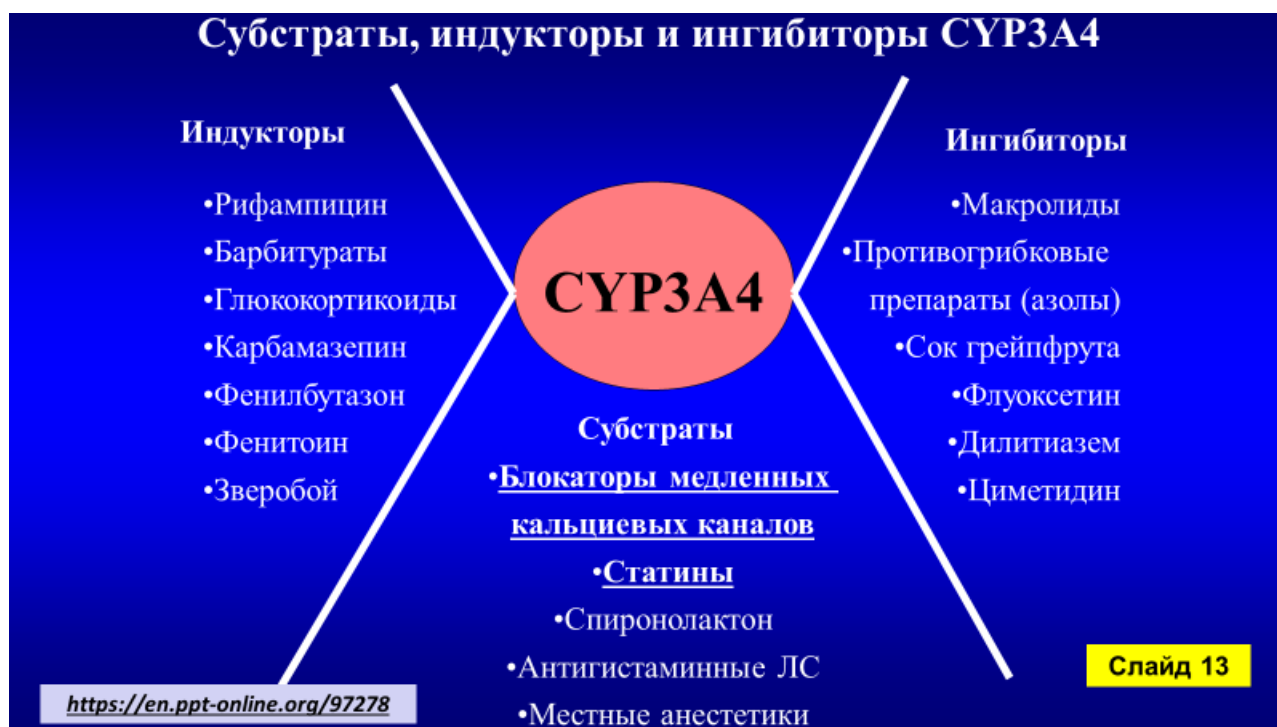 Субстраты, индукторы и ингибиторы CYP3A4
Индукторы
•Рифампицин
•Барбитураты
•Глюкокортикоиды
•Карбамазепин
•Фенилбутазон
•Фенитоин
•Зверобой
CYP3A4
Субстраты
•Блокаторы медленных
кальциевых каналов
•Статины
•Спиронолактон
•Антигистаминные ЛС
•Местные анестетики
Ингибиторы
•Макролиды
•Противогрибковые
препараты (азолы)
•Сок грейпфрута
•Флуоксетин
•Дилитиазем
•Циметидин
Слайд 13
https://en.ppt-online.org/97278